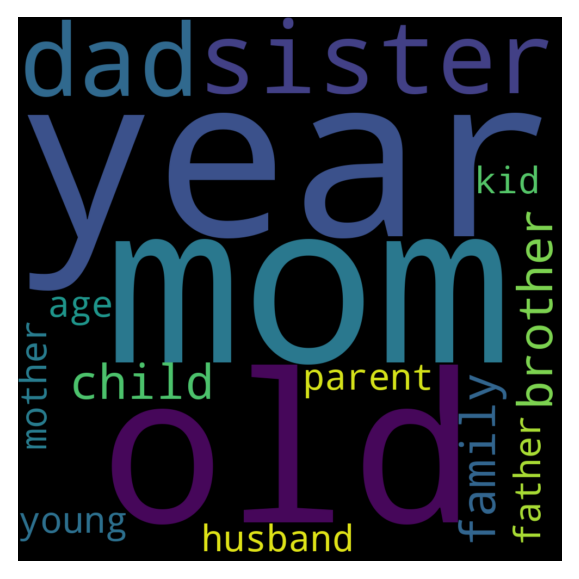 dad sister
year
kid
mom
brother
age
mother
child
parent
old
family
father
young
husband